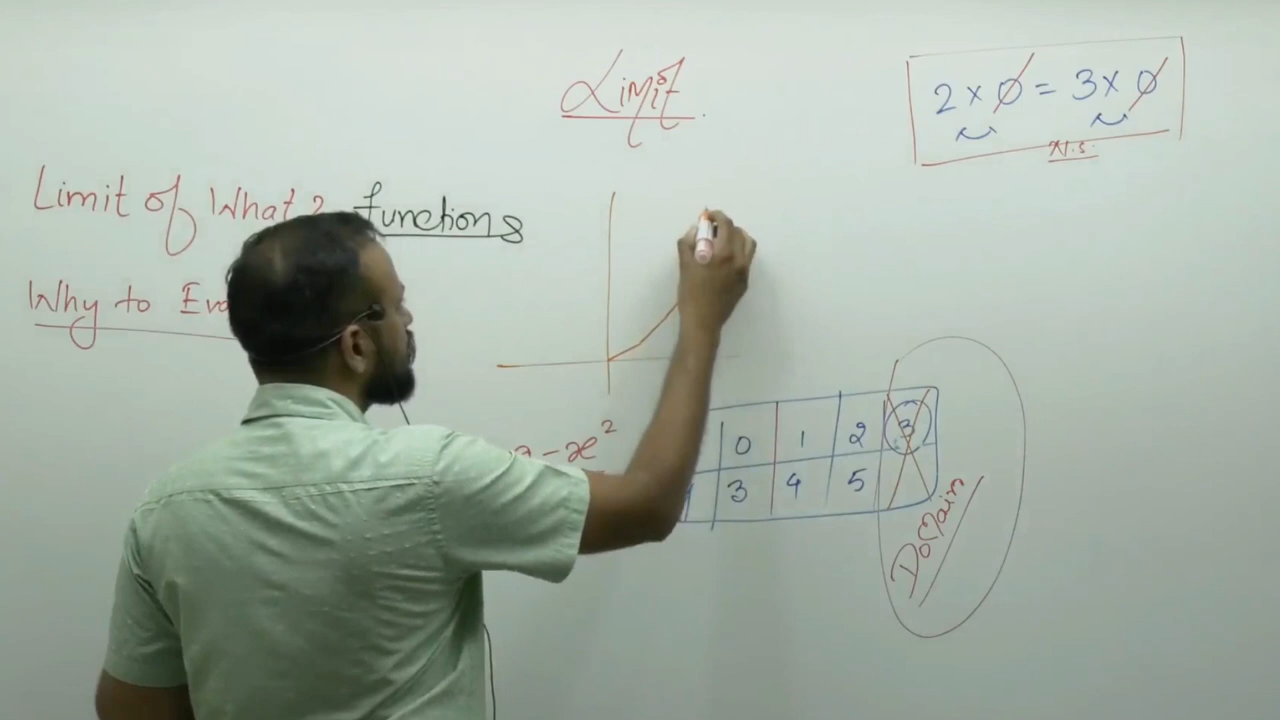 Limit
2 × 0 = 3 × 0
N.S.
Limit of What? functions
Why to
- x²
0 1 2 3
3 4 5
Domain